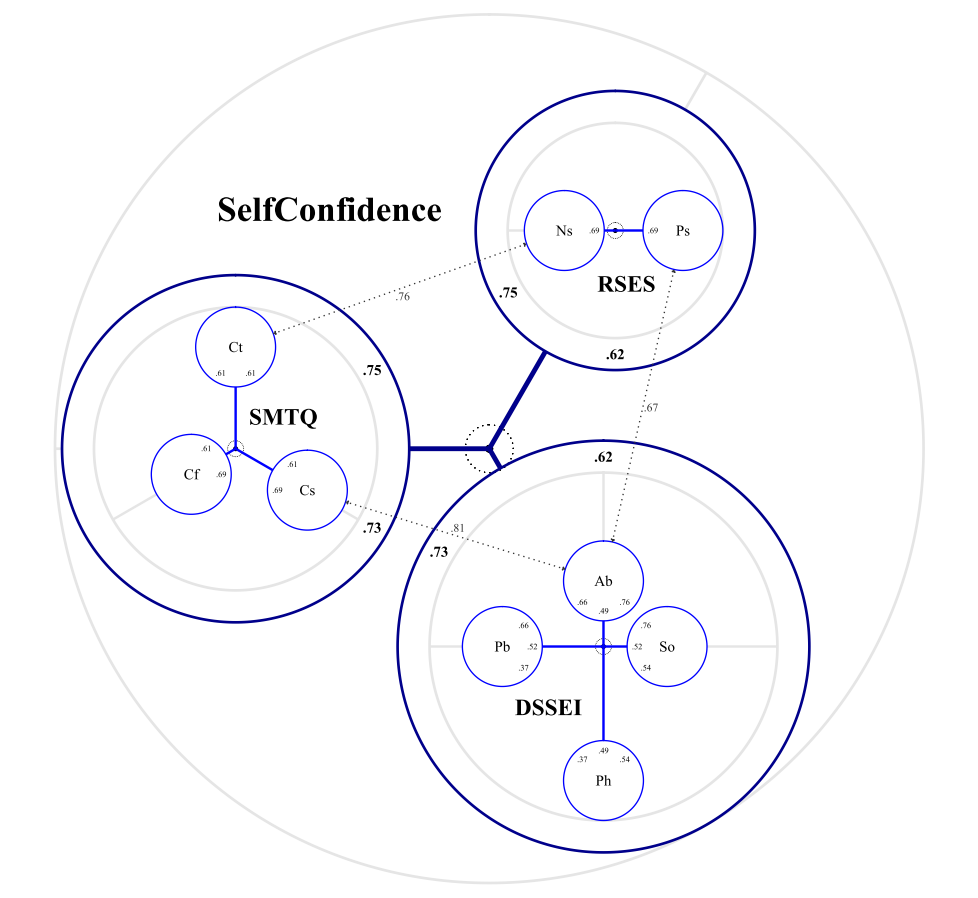 SelfConfidence
Ns .69 .69 Ps
RSES
.75
.62
.76
Ct
.61 .61
.75
SMTQ
.61
Cf .69
.61
.69 Cs
.73
.67
.62
.81
.73
Ab
.66 .76
.49
.66
Pb .52
.37
.76
.52 So
.54
DSSEI
.49
.37 .54
Ph